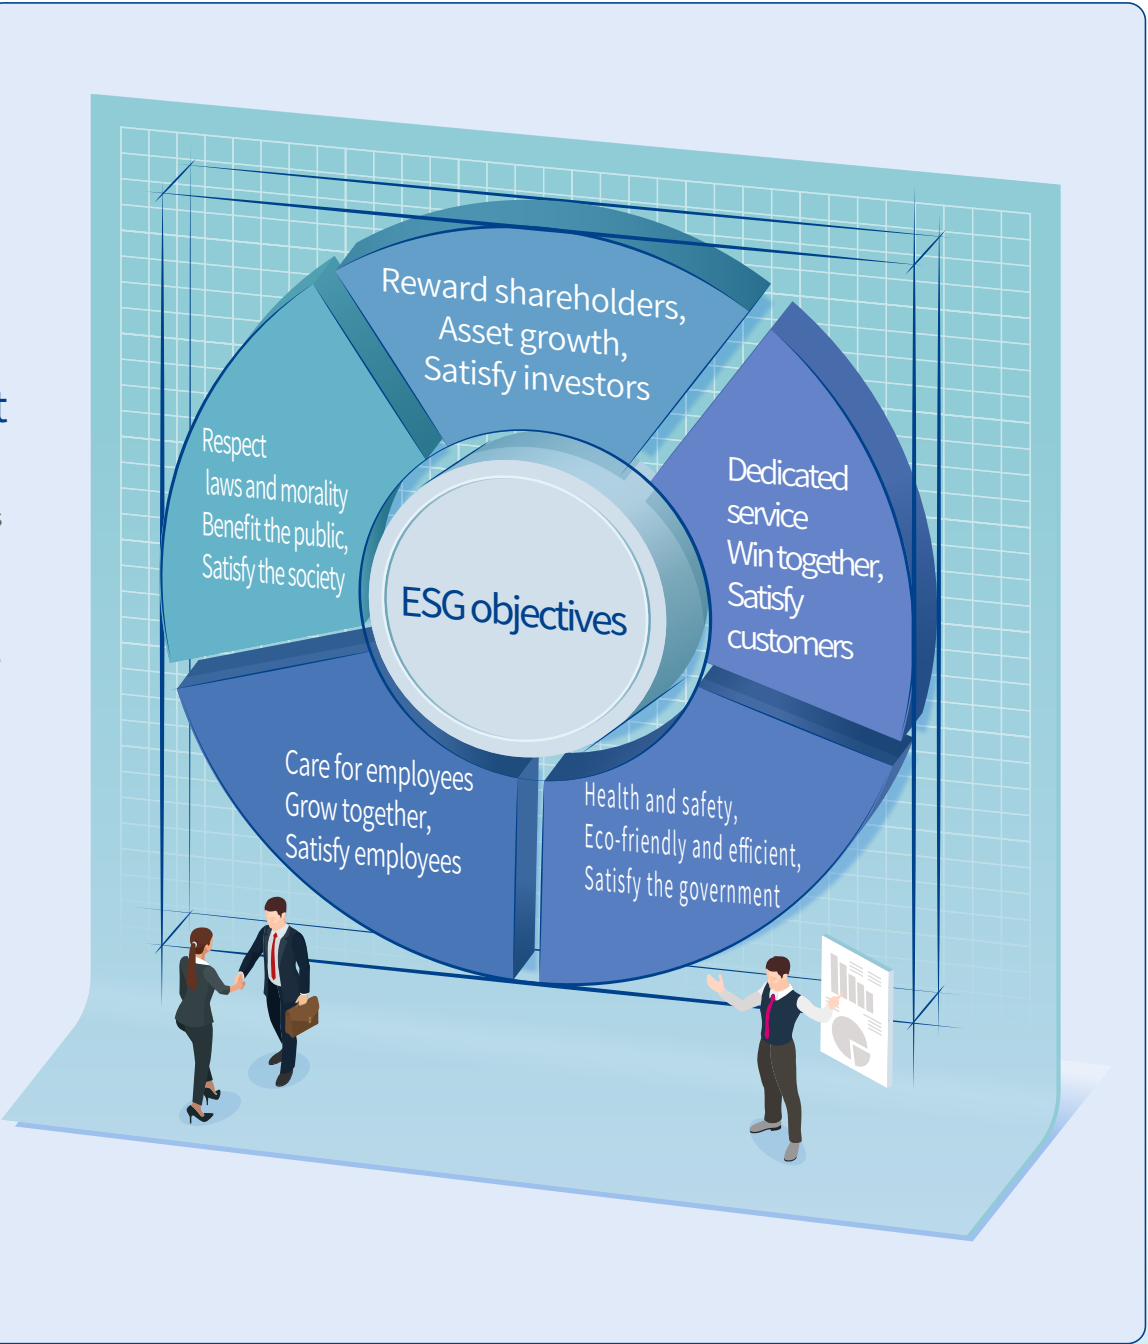 Reward shareholders,
Asset growth,
Satisfy investors
Respect
laws and morality
Benefit the public,
Satisfy the society
Dedicated
service
Win together,
Satisfy
customers
ESG objectives
Care for employees
Grow together,
Satisfy employees
Health and safety,
Eco-friendly and efficient,
Satisfy the government